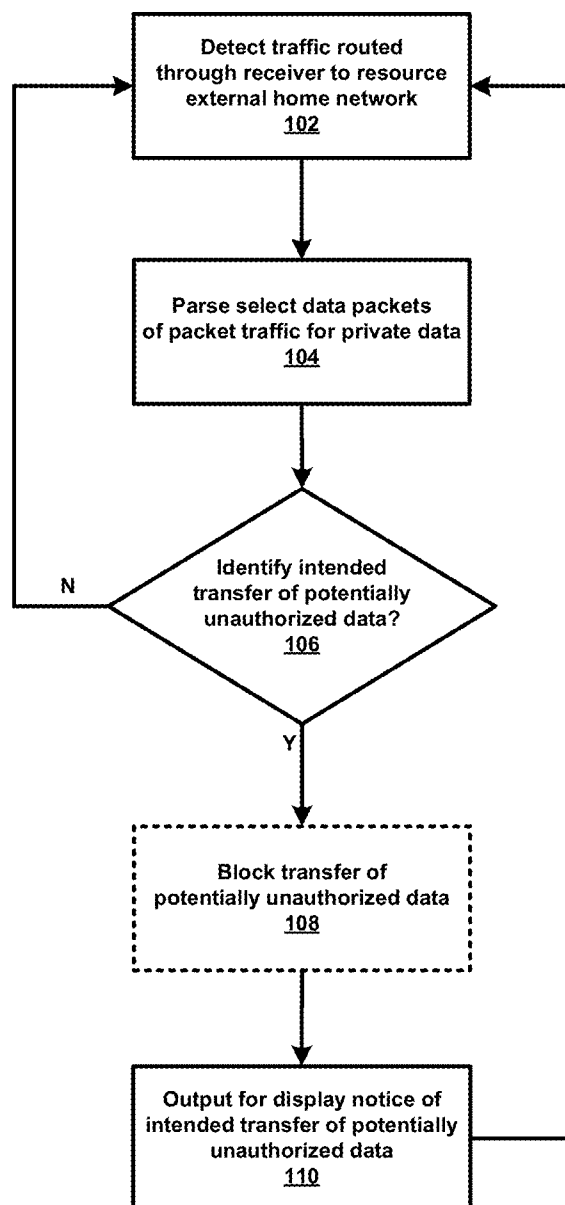 Detect traffic routed
through receiver to resource
external home network
102
Parse select data packets
of packet traffic for private data
104
Identify intended
transfer of potentially
unauthorized data?
106
N
Y
Block transfer of
potentially unauthorized data
108
Output for display notice of
intended transfer of potentially
unauthorized data
110